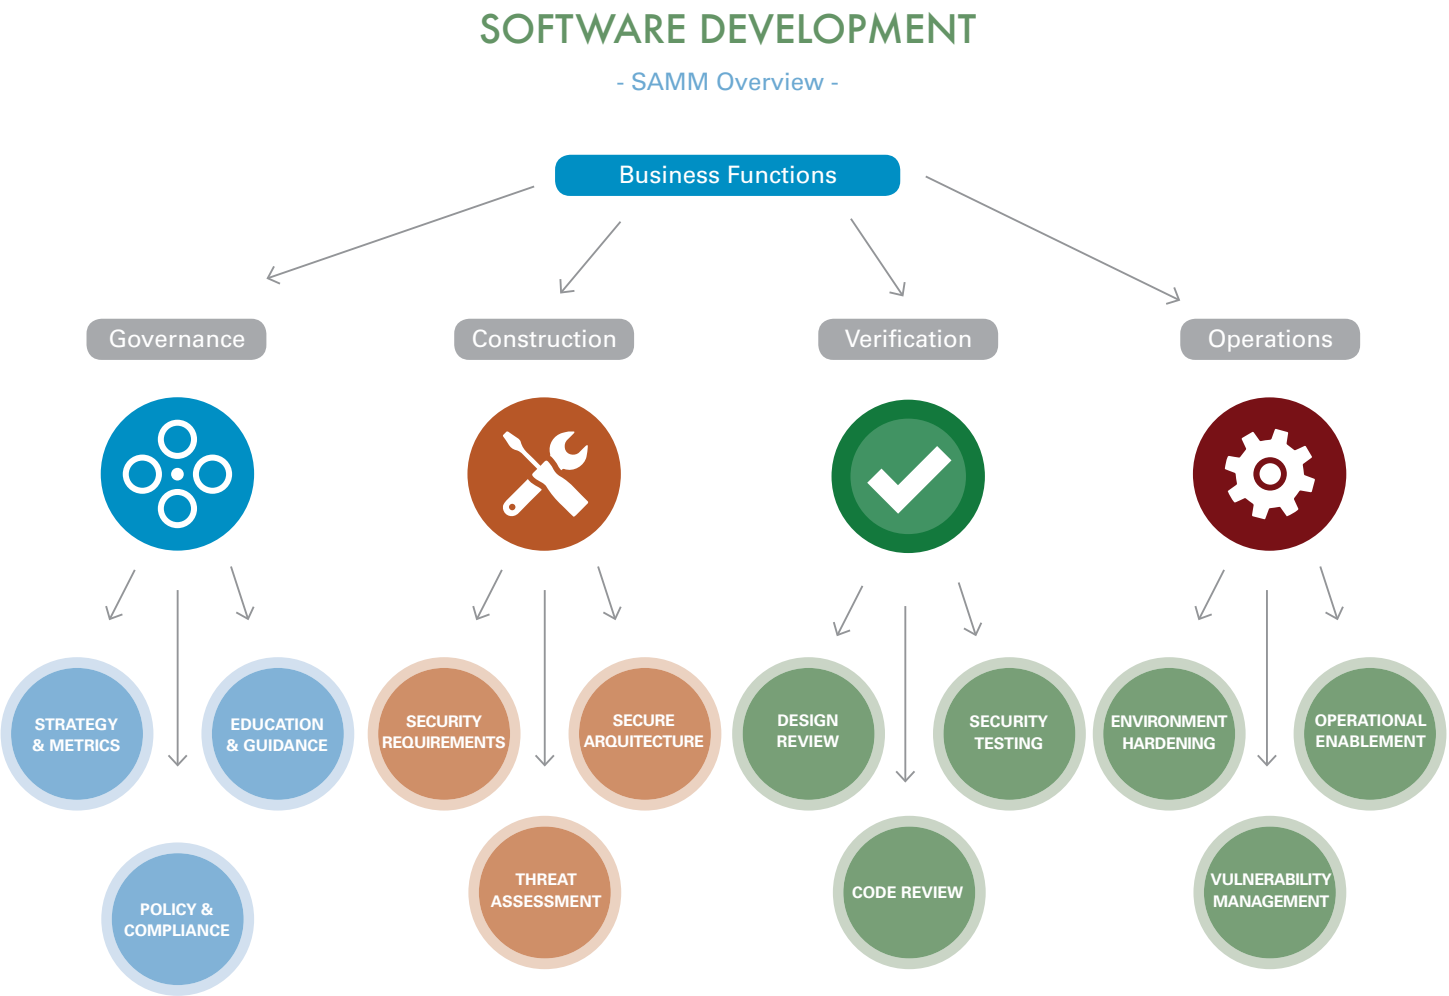 SOFTWARE DEVELOPMENT
- SAMM Overview -
Business Functions
Governance
Construction
Verification
Operations
STRATEGY
& METRICS
EDUCATION
& GUIDANCE
POLICY &
COMPLIANCE
SECURITY
REQUIREMENTS
SECURE
ARQUITECTURE
THREAT
ASSESSMENT
DESIGN
REVIEW
SECURITY
TESTING
CODE REVIEW
ENVIRONMENT
HARDENING
OPERATIONAL
ENABLEMENT
VULNERABILITY
MANAGEMENT